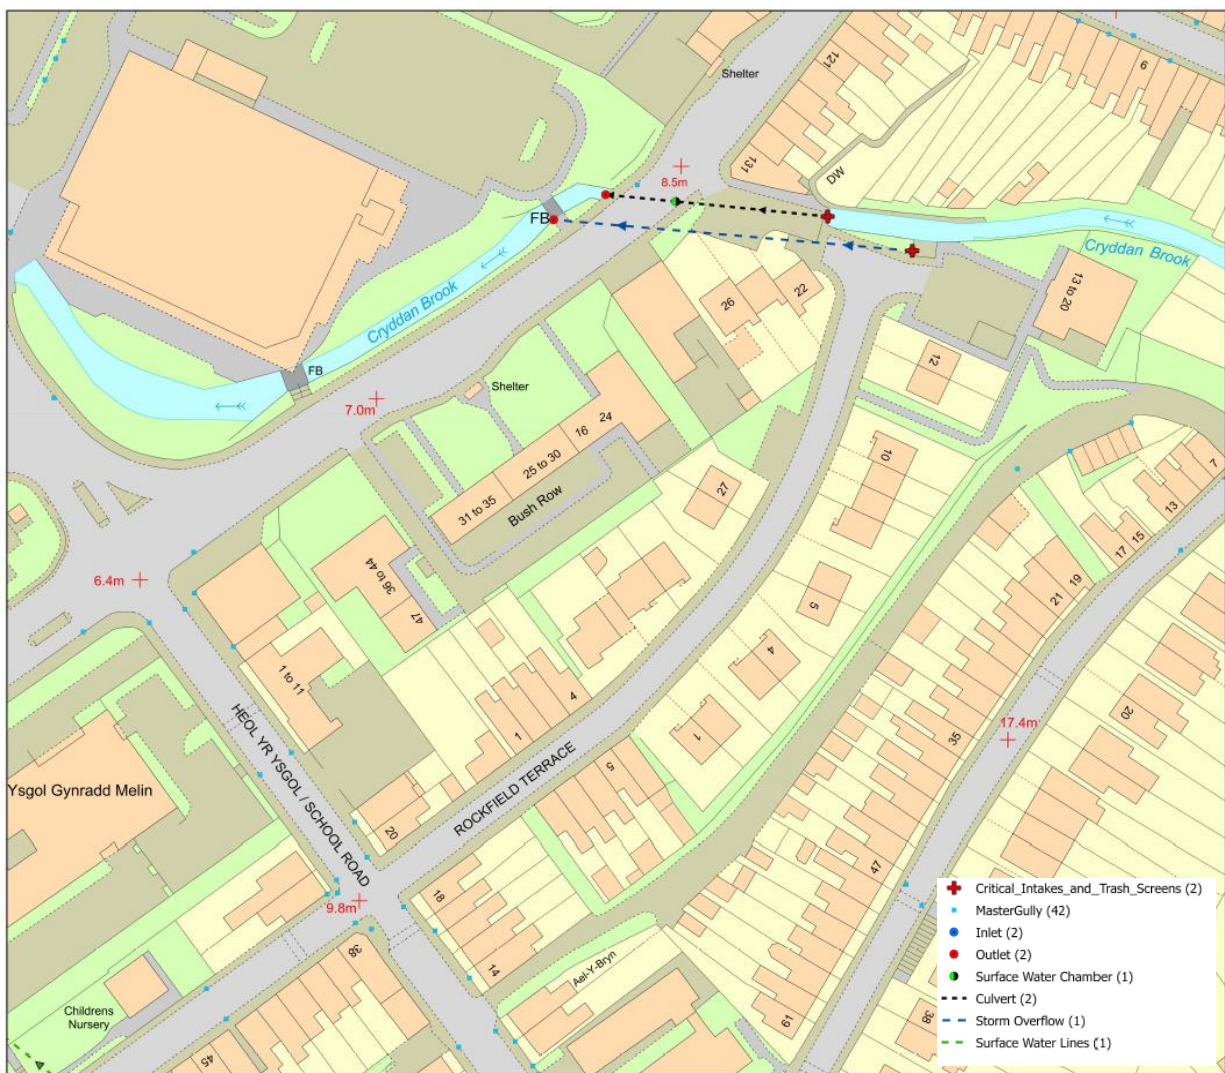 Shelter
121
9
131
DW
8.5m
FB
Cryddan Brook
Cryddan Brook
13 to 20
26
22
FB
12
7.0m
Shelter
16 24
25 to 30
31 to 35
Bush Row
27
10
7
13
15
17
19
21
6.4m
36 to 44
47
5
4
1
1 to 11
4
1
17.4m
20
35
HEOL YR YSGOL / SCHOOL ROAD
ROCKFIELD TERRACE
5
Ysgol Gynradd Melin
20
47
18
9.8m
38
14
Ael-Y-Bryn
Childrens
Nursery
45
61
38
Critical_Intakes_and_Trash_Screens (2)
MasterGully (42)
Inlet (2)
Outlet (2)
Surface Water Chamber (1)
Culvert (2)
Storm Overflow (1)
Surface Water Lines (1)